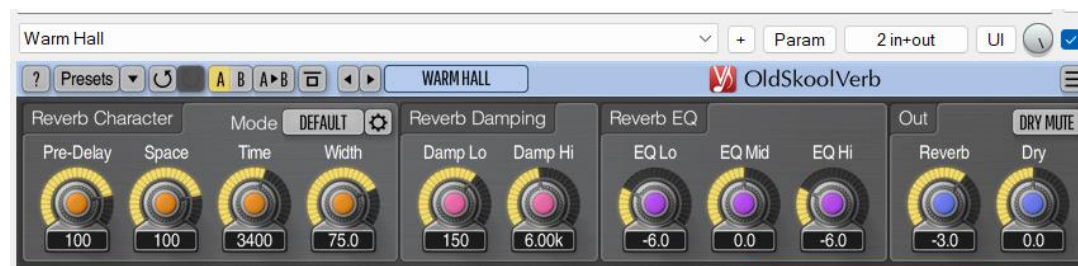 Warm Hall + Param 2 in+out UI
? Presets A B A▸B WARM HALL OldSkoolVerb
Reverb Character Mode DEFAULT Reverb Damping Reverb EQ Out DRY MUTE
Pre-Delay Space Time Width Damp Lo Damp Hi EQ Lo EQ Mid EQ Hi Reverb Dry
100 100 3400 75.0 150 6.00k -6.0 0.0 -6.0 -3.0 0.0